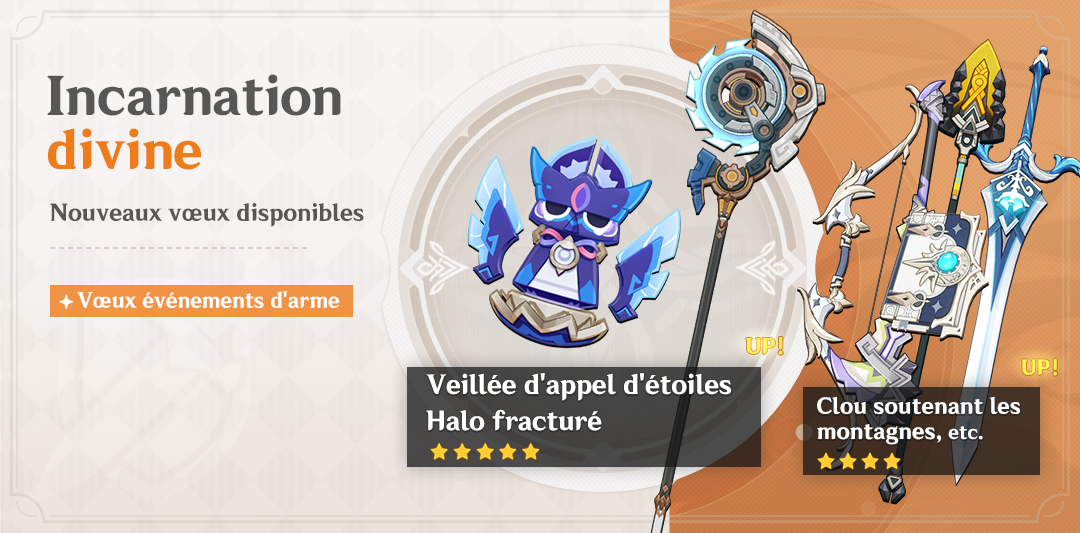 Incarnation
divine
Nouveaux vœux disponibles
Vœux événements d'arme
UP!
Veillée d'appel d'étoiles
Halo fracturé
UP!
Clou soutenant les
montagnes, etc.